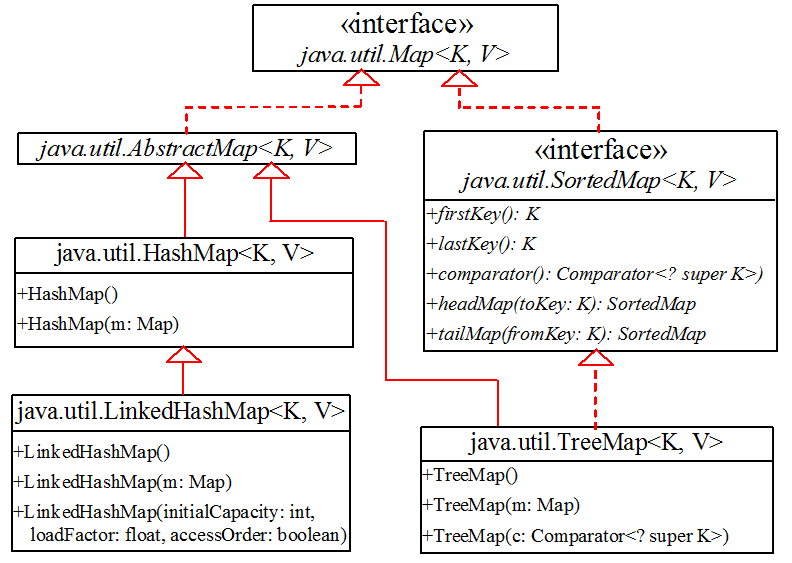 «interface»
java.util.Map<K, V>
java.util.AbstractMap<K, V>
«interface»
java.util.SortedMap<K, V>
+firstKey(): K
+lastKey(): K
+comparator(): Comparator<? super K>)
+headMap(toKey: K): SortedMap
+tailMap(fromKey: K): SortedMap
java.util.HashMap<K, V>
+HashMap()
+HashMap(m: Map)
java.util.LinkedHashMap<K, V>
+LinkedHashMap()
+LinkedHashMap(m: Map)
+LinkedHashMap(initialCapacity: int,
loadFactor: float, accessOrder: boolean)
java.util.TreeMap<K, V>
+TreeMap()
+TreeMap(m: Map)
+TreeMap(c: Comparator<? super K>)